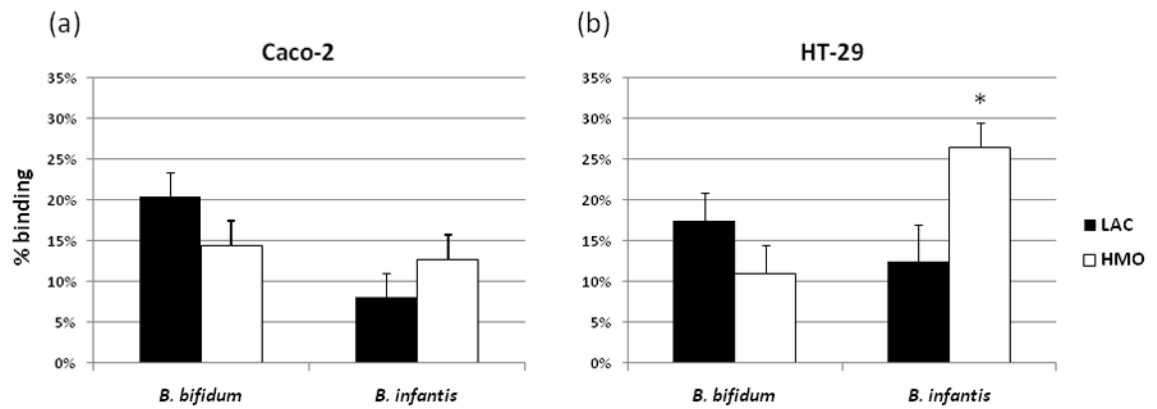 (a)
Caco-2
35%
30%
25%
20%
15%
10%
5%
0%
% binding
B. bifidum B. infantis
(b)
HT-29
35%
30%
25%
20%
15%
10%
5%
0%
*
B. bifidum B. infantis
LAC
HMO